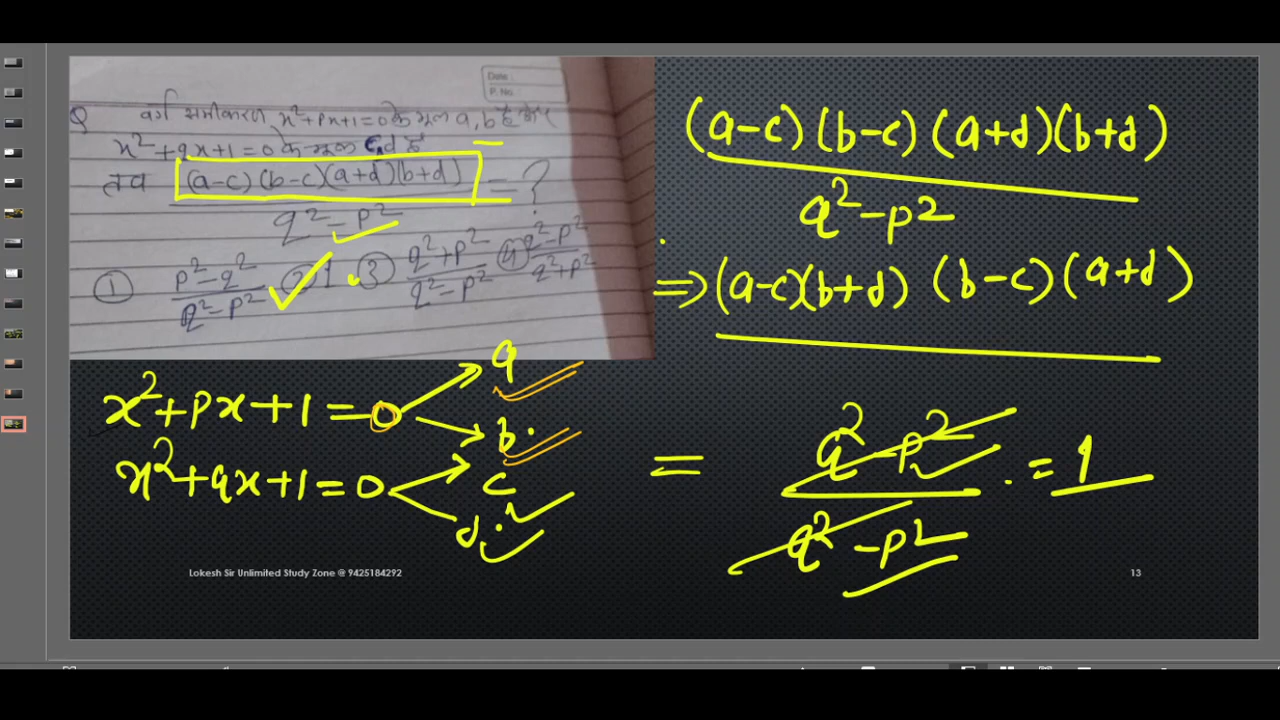 Date :
P. No. :
Q वर्ग समीकरण x²+px+1=0 के मूल a, b है और
x²+qx+1=0 के मूल c, d है
तब (a-c)(b-c)(a+d)(b+d) = ?
q²-p²
① p²-q² ② 1 ③ q²+p² ④ q²-p²
q²-p² q²-p² q²+p²
(a-c)(b-c)(a+d)(b+d)
q²-p²
⇒(a-c)(b+d)(b-c)(a+d)
x²+px+1=0 a
b.
x²+qx+1=0 c
d.
= q²-p² = 1
q²-p²
Lokesh Sir Unlimited Study Zone @ 9425184292
13